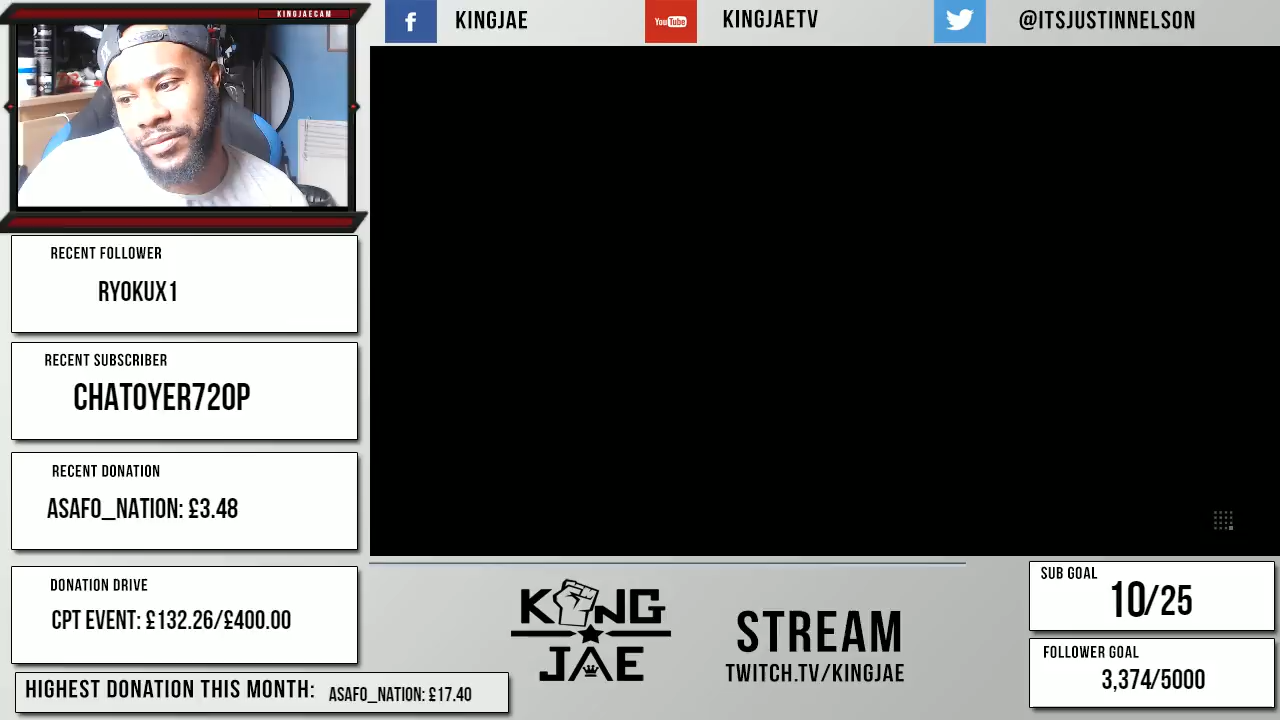 KINGJAECAM
KINGJAE
YouTube
KINGJAETV
@ITSJUSTINNELSON
RECENT FOLLOWER
RYOKUX1
RECENT SUBSCRIBER
CHATOYER720P
RECENT DONATION
ASAFO_NATION: £3.48
DONATION DRIVE
CPT EVENT: £132.26/£400.00
HIGHEST DONATION THIS MONTH: ASAFO_NATION: £17.40
KING
JAE
STREAM
TWITCH.TV/KINGJAE
SUB GOAL
10/25
FOLLOWER GOAL
3,374/5000